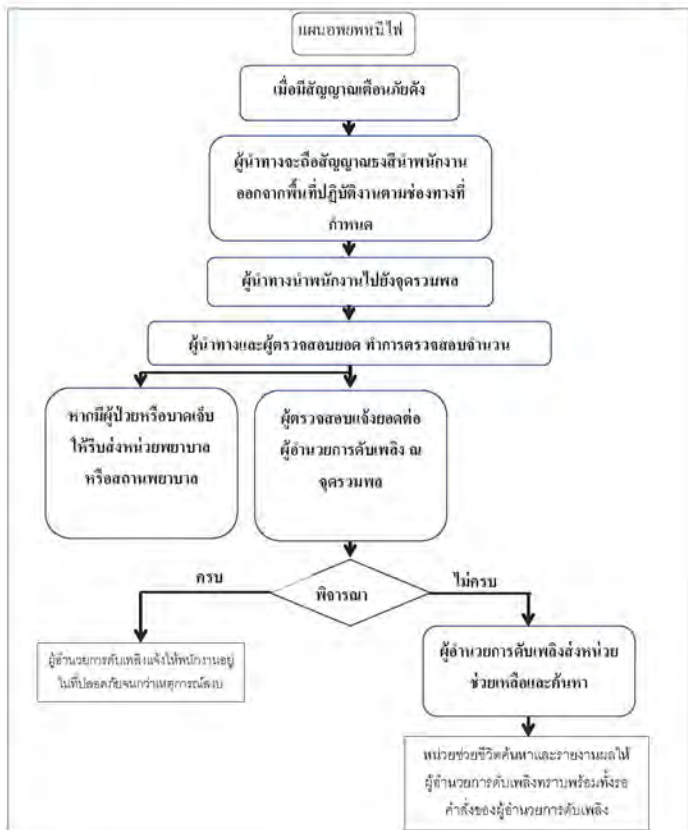 แผนอพยพหนีไฟ
เมื่อมีสัญญาณเตือนภัยดัง
ผู้นำทางจะถือสัญญาณธงสีนำพนักงาน
ออกจากพื้นที่ปฏิบัติงานตามช่องทางที่
กำหนด
ผู้นำทางนำพนักงานไปยังจุดรวมพล
ผู้นำทางและผู้ตรวจสอบยอด ทำการตรวจสอบจำนวน
หากมีผู้ป่วยหรือบาดเจ็บ
ให้รีบส่งหน่วยพยาบาล
หรือสถานพยาบาล
ผู้ตรวจสอบแจ้งยอดต่อ
ผู้อำนวยการดับเพลิง ณ
จุดรวมพล
พิจารณา
ครบ
ไม่ครบ
ผู้อำนวยการดับเพลิงแจ้งให้พนักงานอยู่
ในที่ปลอดภัยจนกว่าเหตุการณ์สงบ
ผู้อำนวยการดับเพลิงส่งหน่วย
ช่วยเหลือและค้นหา
หน่วยช่วยชีวิตค้นหาและรายงานผลให้
ผู้อำนวยการดับเพลิงทราบพร้อมทั้งรอ
คำสั่งของผู้อำนวยการดับเพลิง